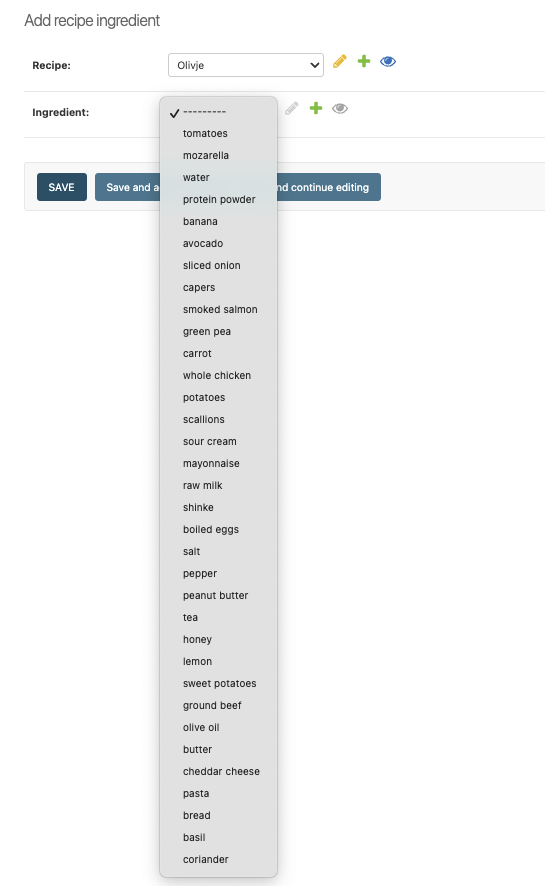 Add recipe ingredient
Recipe:
Olivje
Ingredient:
---------
tomatoes
mozarella
water
protein powder
banana
avocado
sliced onion
capers
smoked salmon
green pea
carrot
whole chicken
potatoes
scallions
sour cream
mayonnaise
raw milk
shinke
boiled eggs
salt
pepper
peanut butter
tea
honey
lemon
sweet potatoes
ground beef
olive oil
butter
cheddar cheese
pasta
bread
basil
coriander
SAVE
Save and a
nd continue editing